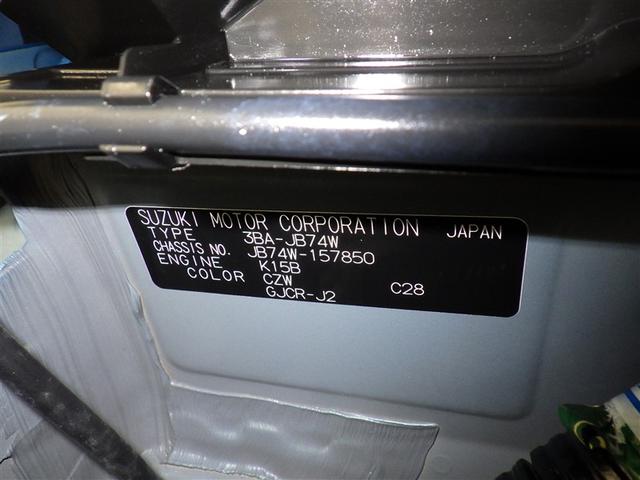 SUZUKI MOTOR CORPORATION JAPAN
TYPE 3BA-JB74W
CHASSIS NO. JB74W-157850
ENGINE K15B
COLOR CZW C28
GJCR-J2